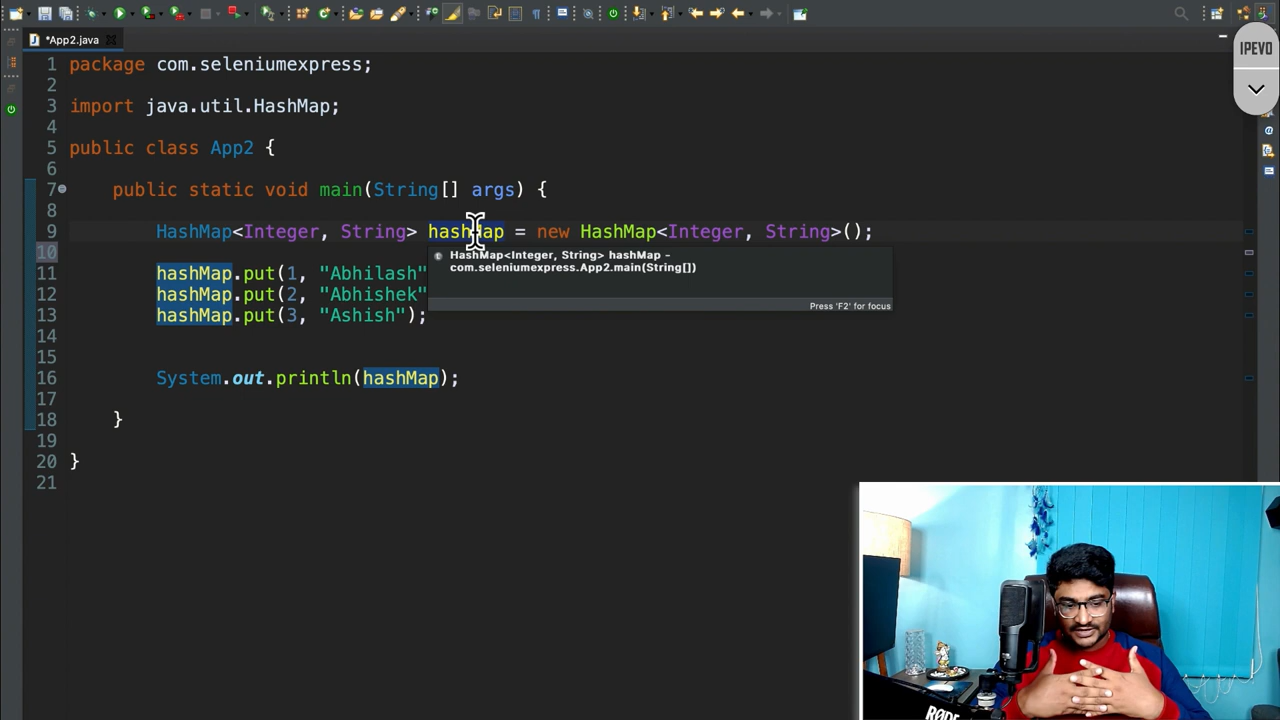 *App2.java
IPEVO
1 package com.seleniumexpress;
2
3 import java.util.HashMap;
4
5 public class App2 {
6
7 public static void main(String[] args) {
8
9 HashMap<Integer, String> hashMap = new HashMap<Integer, String>();
10
HashMap<Integer, String> hashMap -
com.seleniumexpress.App2.main(String[])
Press 'F2' for focus
11 hashMap.put(1, "Abhilash"
12 hashMap.put(2, "Abhishek"
13 hashMap.put(3, "Ashish");
14
15
16 System.out.println(hashMap);
17
18 }
19
20 }
21
RØDE